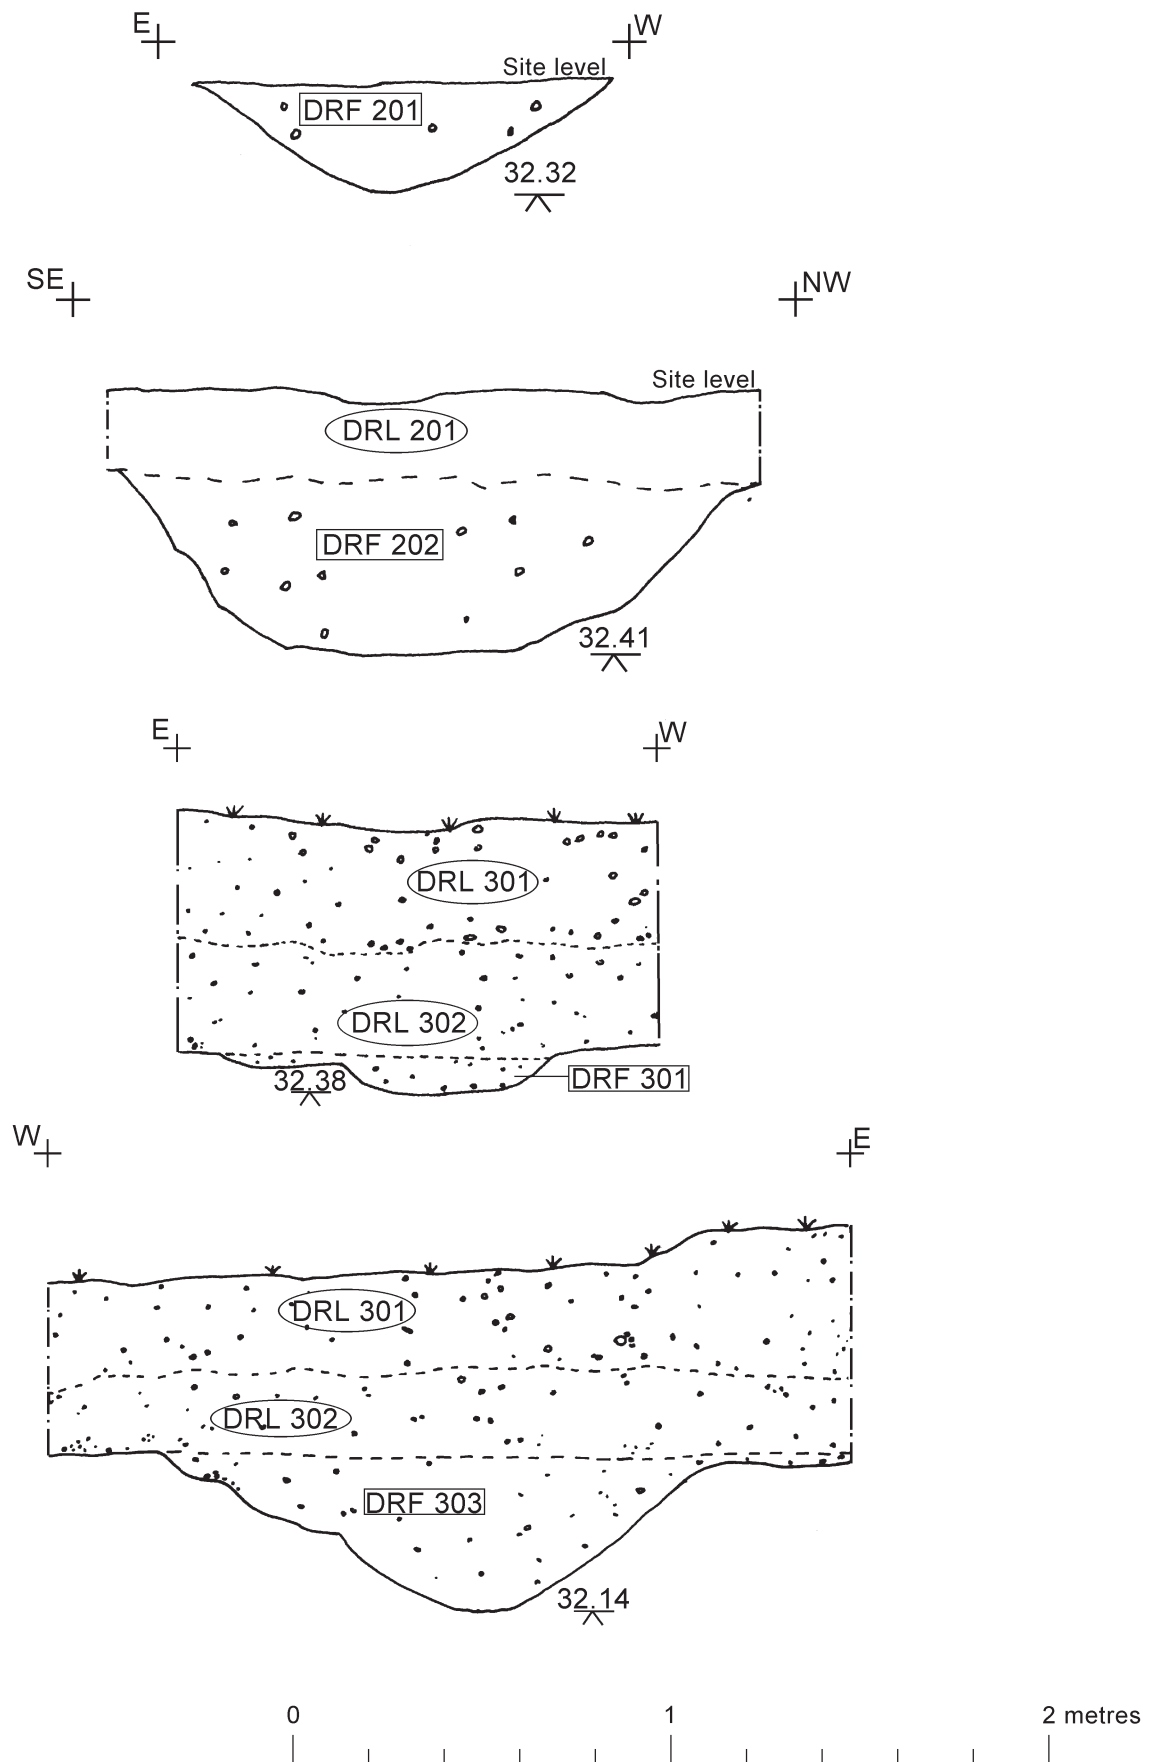 E W
Site level
DRF 201
32.32
SE NW
Site level
DRL 201
DRF 202
32.41
E W
DRL 301
DRL 302
32.38 DRF 301
W E
DRL 301
DRL 302
DRF 303
32.14
0 1 2 metres